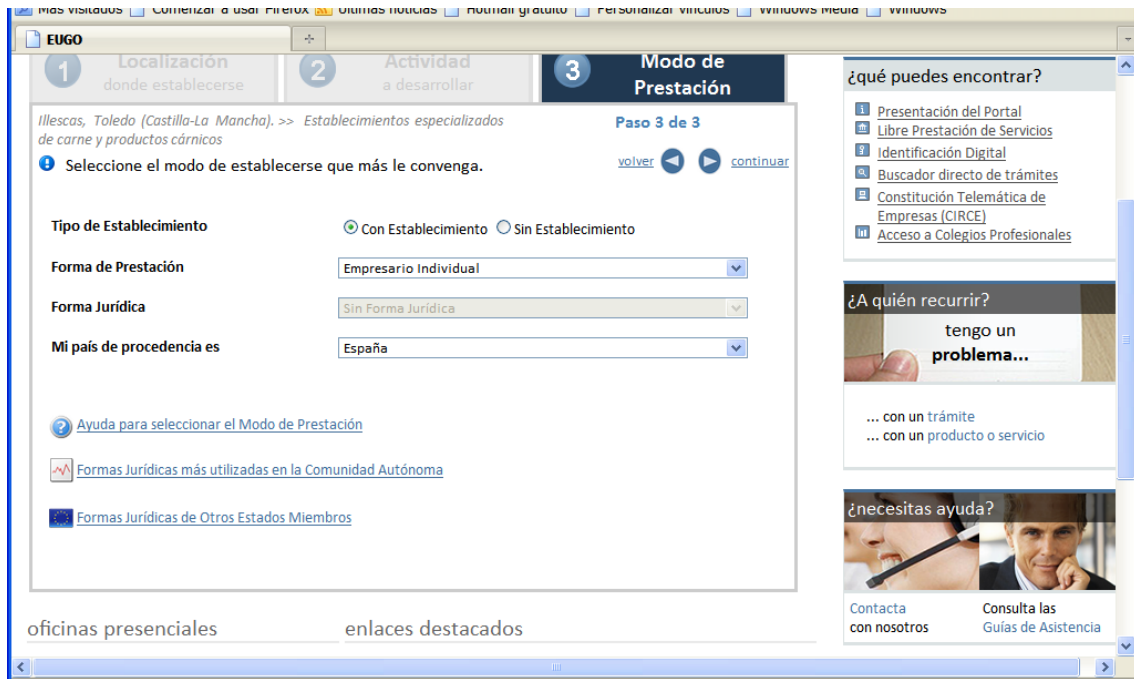 Más visitados Comenzar a usar Firefox Últimas noticias Hotmail gratuito Personalizar vínculos Windows Media Windows
EUGO
1 Localización
donde establecerse
2 Actividad
a desarrollar
3 Modo de
Prestación
Illescas, Toledo (Castilla-La Mancha). >> Establecimientos especializados
de carne y productos cárnicos
Paso 3 de 3
Seleccione el modo de establecerse que más le convenga.
volver continuar
Tipo de Establecimiento
Con Establecimiento Sin Establecimiento
Forma de Prestación
Empresario Individual
Forma Jurídica
Sin Forma Jurídica
Mi país de procedencia es
España
Ayuda para seleccionar el Modo de Prestación
Formas Jurídicas más utilizadas en la Comunidad Autónoma
Formas Jurídicas de Otros Estados Miembros
oficinas presenciales
enlaces destacados
¿qué puedes encontrar?
Presentación del Portal
Libre Prestación de Servicios
Identificación Digital
Buscador directo de trámites
Constitución Telemática de
Empresas (CIRCE)
Acceso a Colegios Profesionales
¿A quién recurrir?
tengo un
problema...
... con un trámite
... con un producto o servicio
¿necesitas ayuda?
Contacta
con nosotros
Consulta las
Guías de Asistencia